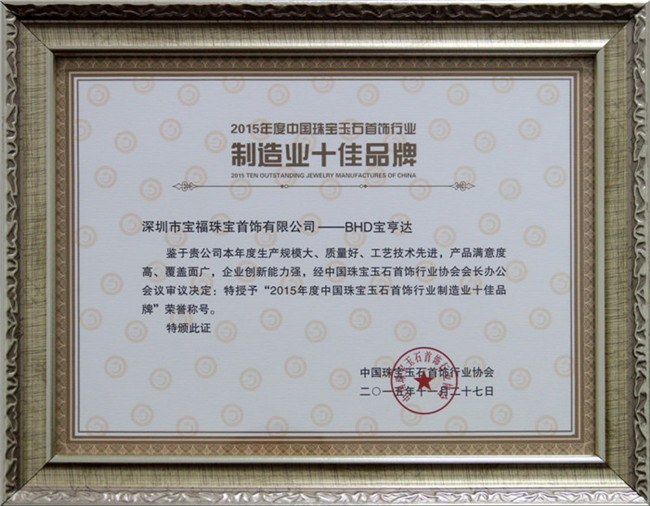 2015年度中国珠宝玉石首饰行业
制造业十佳品牌
2015 TEN OUTSTANDING JEWELRY MANUFACTURES OF CHINA
深圳市宝福珠宝首饰有限公司——BHD宝亨达
鉴于贵公司本年度生产规模大、质量好、工艺技术先进，产品满意度
高、覆盖面广，企业创新能力强，经中国珠宝玉石首饰行业协会会长办公
会议审议决定：特授予“2015年度中国珠宝玉石首饰行业制造业十佳品
牌”荣誉称号。
特颁此证
中国珠宝玉石首饰行业协会
二〇一五年十一月二十七日